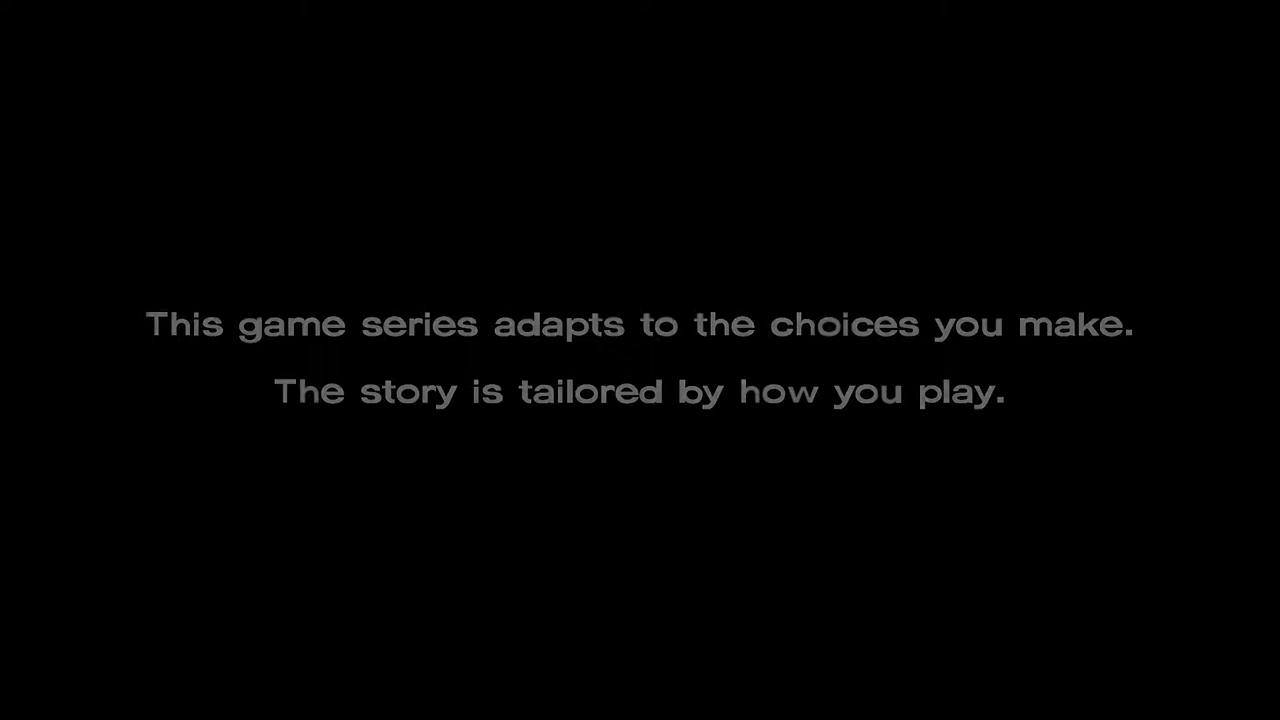 This game series adapts to the choices you make.
The story is tailored by how you play.